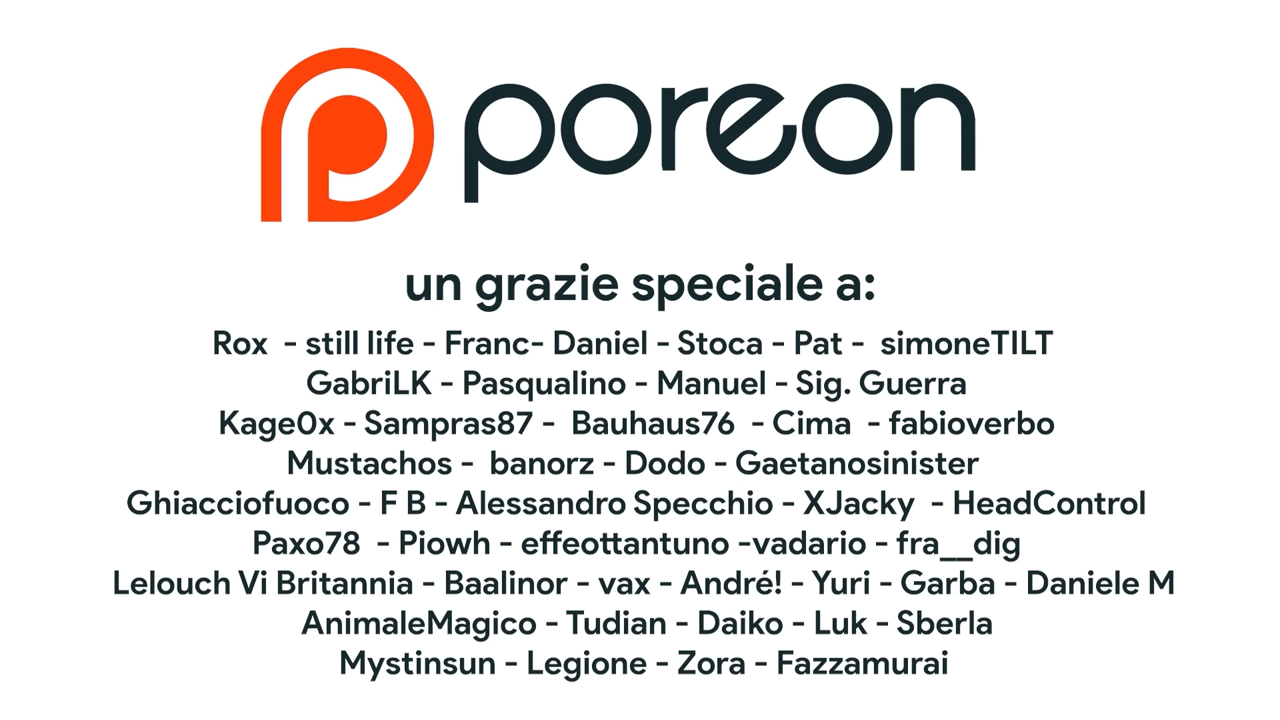 poreon
un grazie speciale a:
Rox - still life - Franc- Daniel - Stoca - Pat - simoneTILT
GabriLK - Pasqualino - Manuel - Sig. Guerra
Kage0x - Sampras87 - Bauhaus76 - Cima - fabioverbo
Mustachos - banorz - Dodo - Gaetanosinister
Ghiacciofuoco - F B - Alessandro Specchio - XJacky - HeadControl
Paxo78 - Piowh - effeottantuno -vadario - fra__dig
Lelouch Vi Britannia - Baalinor - vax - André! - Yuri - Garba - Daniele M
AnimaleMagico - Tudian - Daiko - Luk - Sberla
Mystinsun - Legione - Zora - Fazzamurai